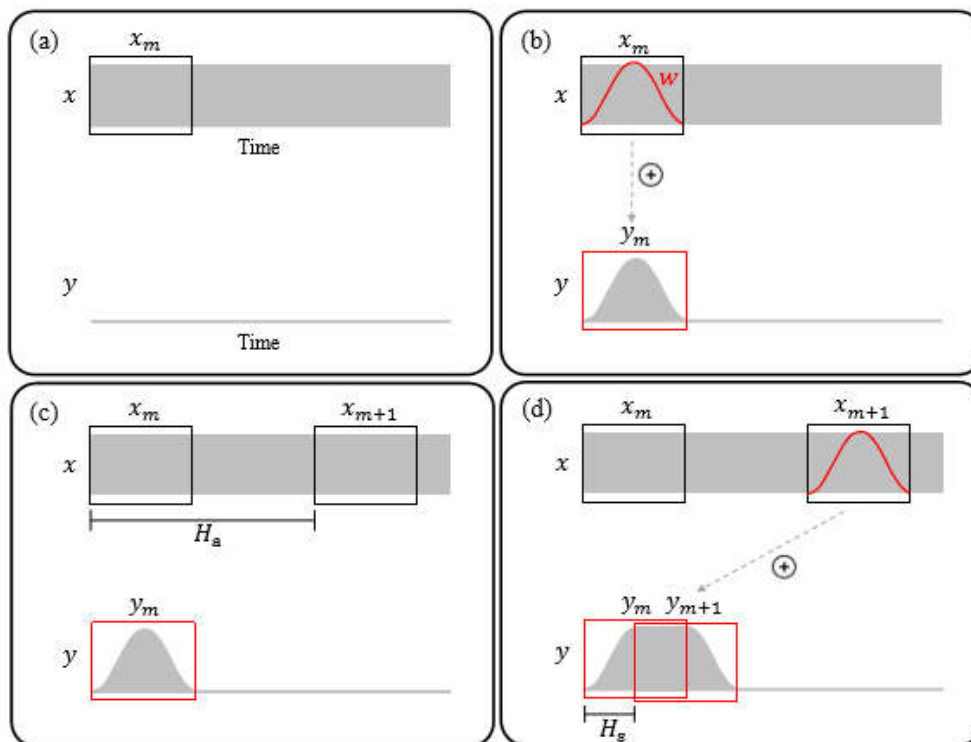 (a)
x_m
x
Time
y
Time
(b)
x_m
w
x
y_m
y
(c)
x_m x_{m+1}
x
H_a
y_m
y
(d)
x_m x_{m+1}
x
y_m y_{m+1}
y
H_s